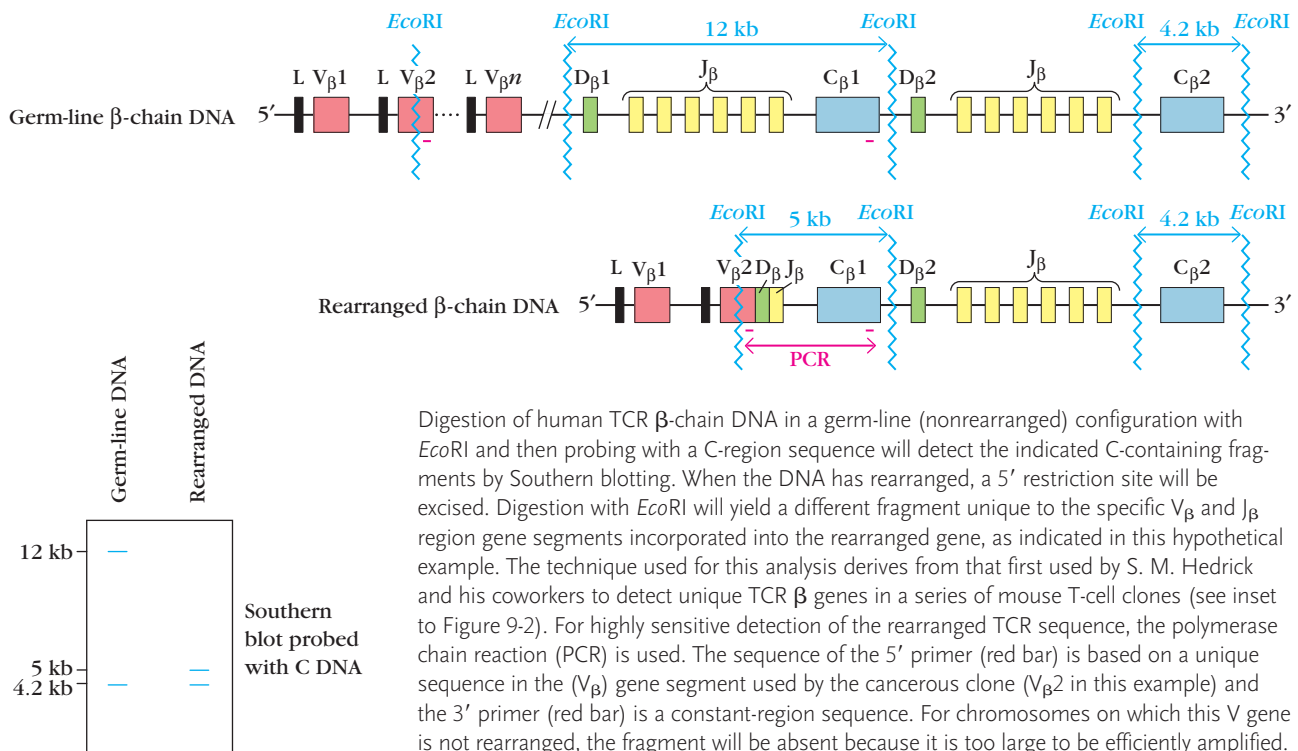 EcoRI EcoRI EcoRI EcoRI EcoRI
12 kb 4.2 kb
L Vβ1 L Vβ2 L Vβn Dβ1 Jβ Cβ1 Dβ2 Jβ Cβ2
Germ-line β-chain DNA 5′ 3′
EcoRI EcoRI EcoRI EcoRI
5 kb 4.2 kb
L Vβ1 Vβ2 Dβ Jβ Cβ1 Dβ2 Jβ Cβ2
Rearranged β-chain DNA 5′ 3′
PCR
Germ-line DNA
Rearranged DNA
12 kb
5 kb
4.2 kb
Southern
blot probed
with C DNA
Digestion of human TCR β-chain DNA in a germ-line (nonrearranged) configuration with
EcoRI and then probing with a C-region sequence will detect the indicated C-containing frag-
ments by Southern blotting. When the DNA has rearranged, a 5′ restriction site will be
excised. Digestion with EcoRI will yield a different fragment unique to the specific Vβ and Jβ
region gene segments incorporated into the rearranged gene, as indicated in this hypothetical
example. The technique used for this analysis derives from that first used by S. M. Hedrick
and his coworkers to detect unique TCR β genes in a series of mouse T-cell clones (see inset
to Figure 9-2). For highly sensitive detection of the rearranged TCR sequence, the polymerase
chain reaction (PCR) is used. The sequence of the 5′ primer (red bar) is based on a unique
sequence in the (Vβ) gene segment used by the cancerous clone (Vβ2 in this example) and
the 3′ primer (red bar) is a constant-region sequence. For chromosomes on which this V gene
is not rearranged, the fragment will be absent because it is too large to be efficiently amplified.